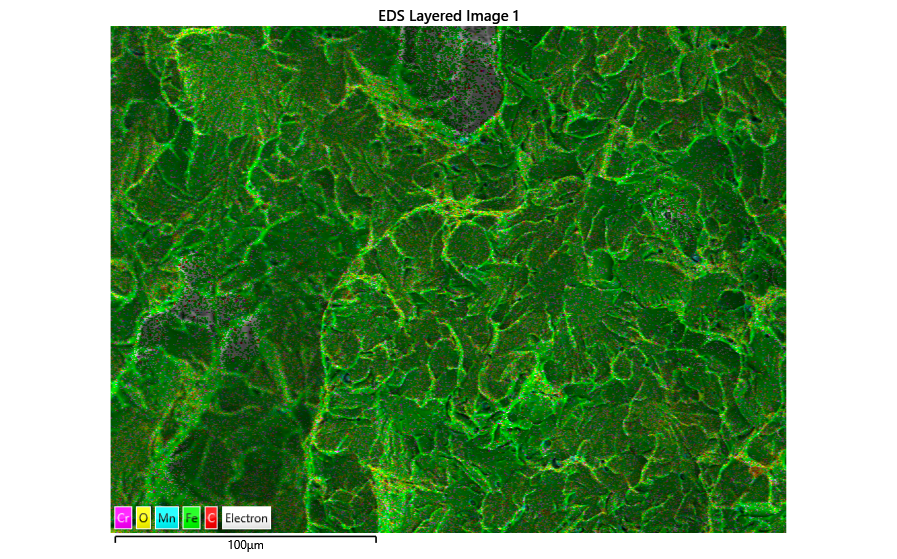 EDS Layered Image 1
Cr O Mn Fe C Electron
100µm